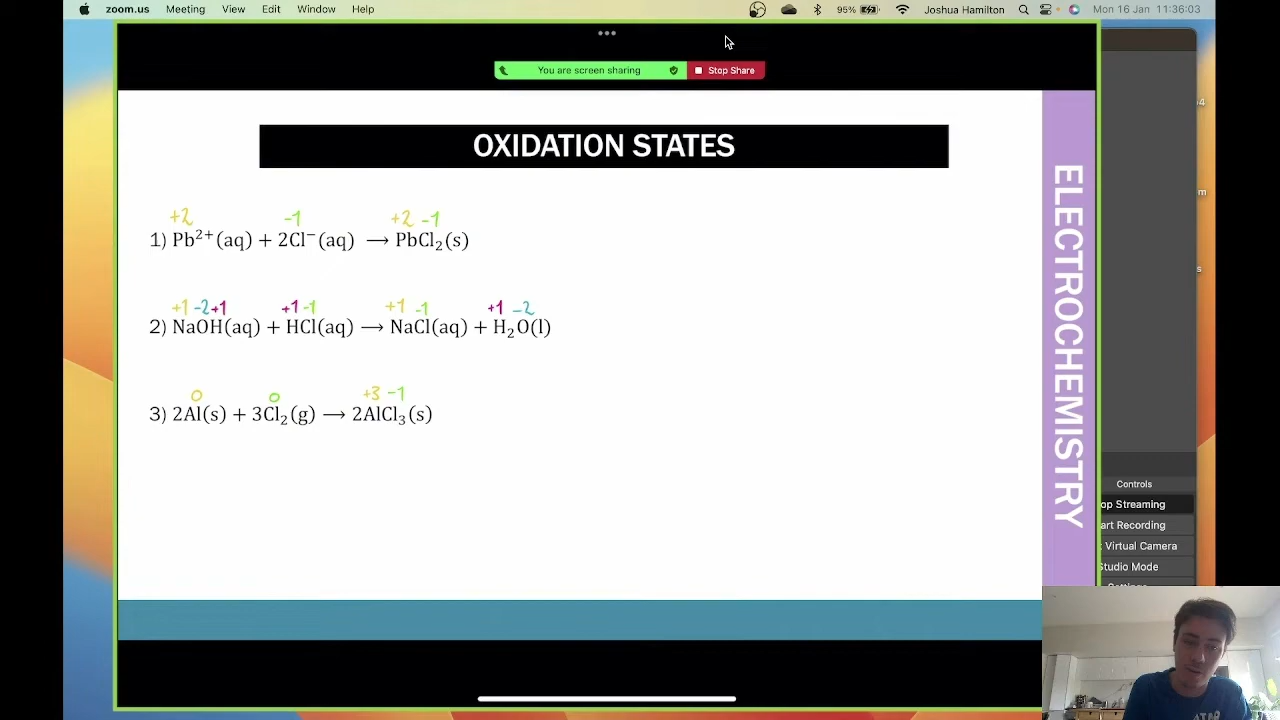 zoom.us Meeting View Edit Window Help 95% Joshua Hamilton Mon 16 Jan 11:36:03
You are screen sharing Stop Share
OXIDATION STATES
+2 -1 +2 -1
1) Pb²⁺(aq) + 2Cl⁻(aq) → PbCl₂(s)
+1 -2 +1 +1 -1 +1 -1 +1 -2
2) NaOH(aq) + HCl(aq) → NaCl(aq) + H₂O(l)
0 0 +3 -1
3) 2Al(s) + 3Cl₂(g) → 2AlCl₃(s)
ELECTROCHEMISTRY
Controls
op Streaming
art Recording
Virtual Camera
Studio Mode